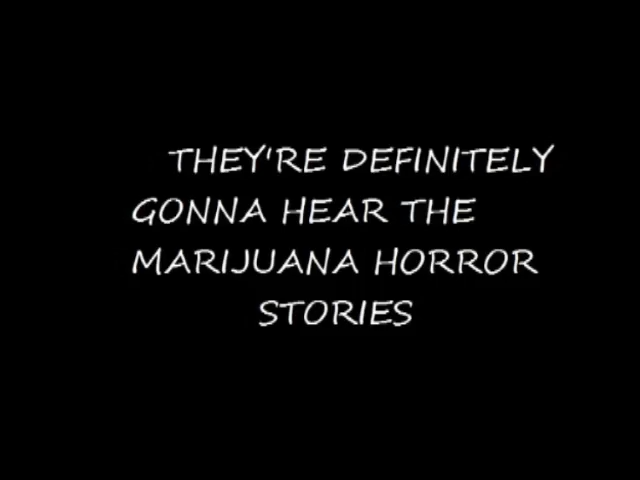 THEY'RE DEFINITELY
GONNA HEAR THE
MARIJUANA HORROR
STORIES